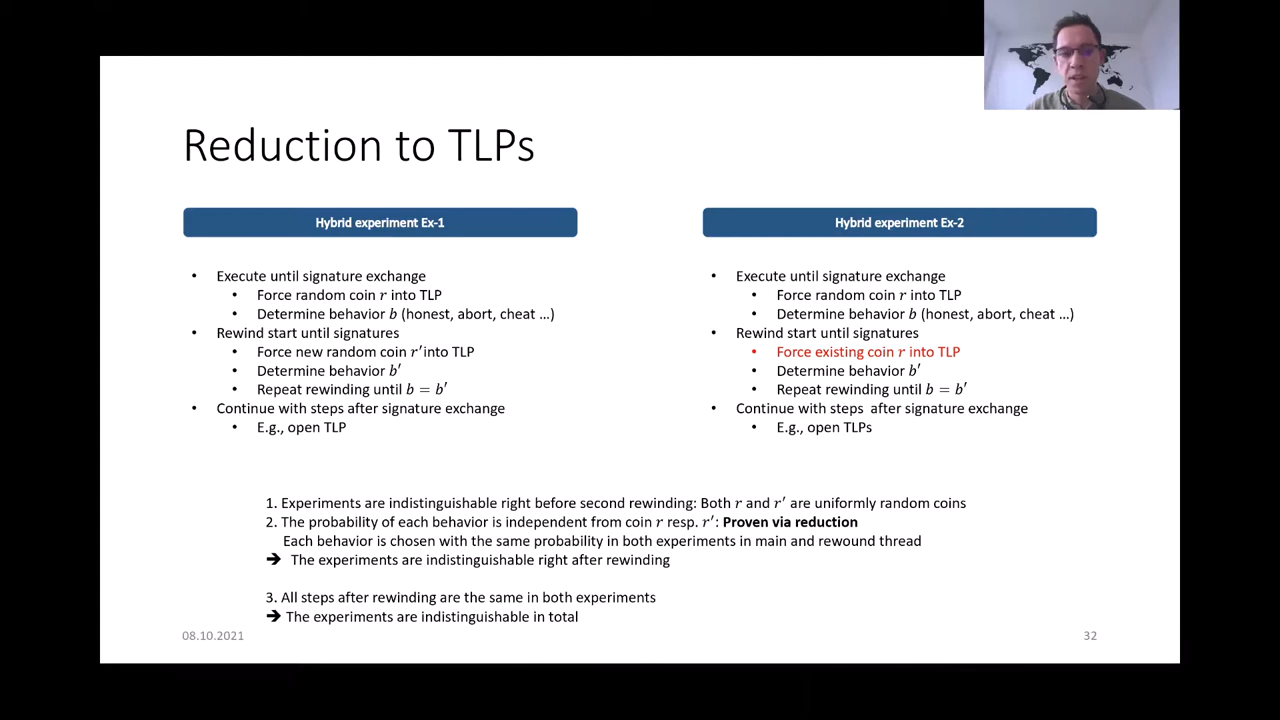 Reduction to TLPs
Hybrid experiment Ex-1
• Execute until signature exchange
• Force random coin r into TLP
• Determine behavior b (honest, abort, cheat ...)
• Rewind start until signatures
• Force new random coin r′into TLP
• Determine behavior b′
• Repeat rewinding until b = b′
• Continue with steps after signature exchange
• E.g., open TLP
Hybrid experiment Ex-2
• Execute until signature exchange
• Force random coin r into TLP
• Determine behavior b (honest, abort, cheat ...)
• Rewind start until signatures
• Force existing coin r into TLP
• Determine behavior b′
• Repeat rewinding until b = b′
• Continue with steps after signature exchange
• E.g., open TLPs
1. Experiments are indistinguishable right before second rewinding: Both r and r′ are uniformly random coins
2. The probability of each behavior is independent from coin r resp. r′: Proven via reduction
Each behavior is chosen with the same probability in both experiments in main and rewound thread
➔ The experiments are indistinguishable right after rewinding
3. All steps after rewinding are the same in both experiments
➔ The experiments are indistinguishable in total
08.10.2021
32